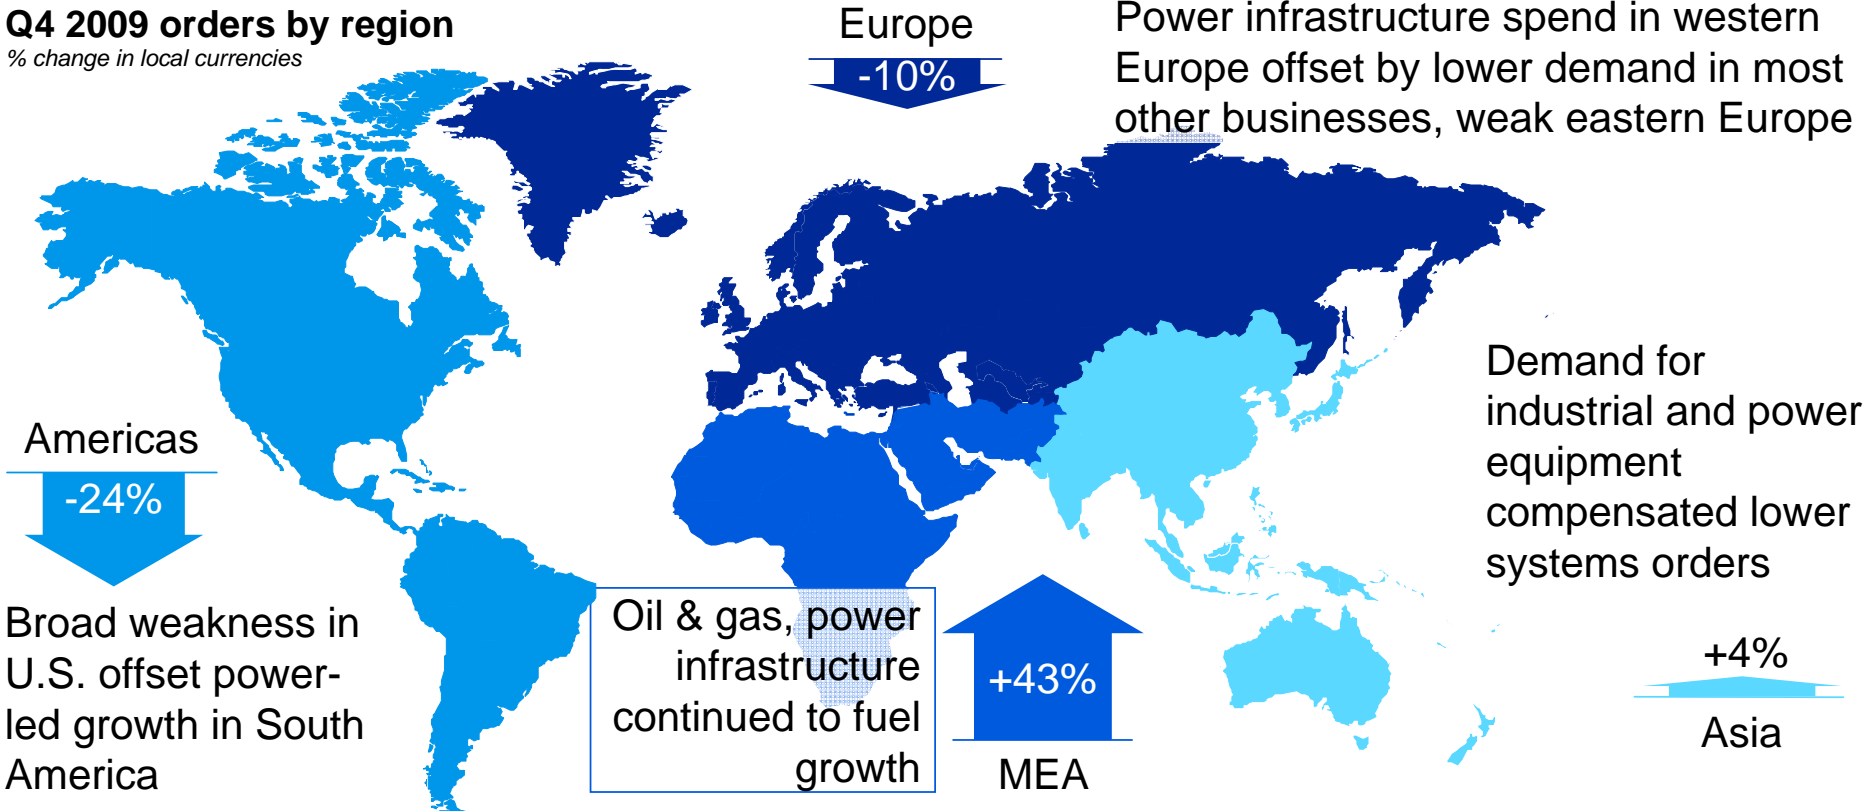 Q4 2009 orders by region
% change in local currencies
Europe
-10%
Power infrastructure spend in western
Europe offset by lower demand in most
other businesses, weak eastern Europe
Americas
-24%
Broad weakness in
U.S. offset power-
led growth in South
America
Oil & gas, power
infrastructure
continued to fuel
growth
+43%
MEA
Demand for
industrial and power
equipment
compensated lower
systems orders
+4%
Asia